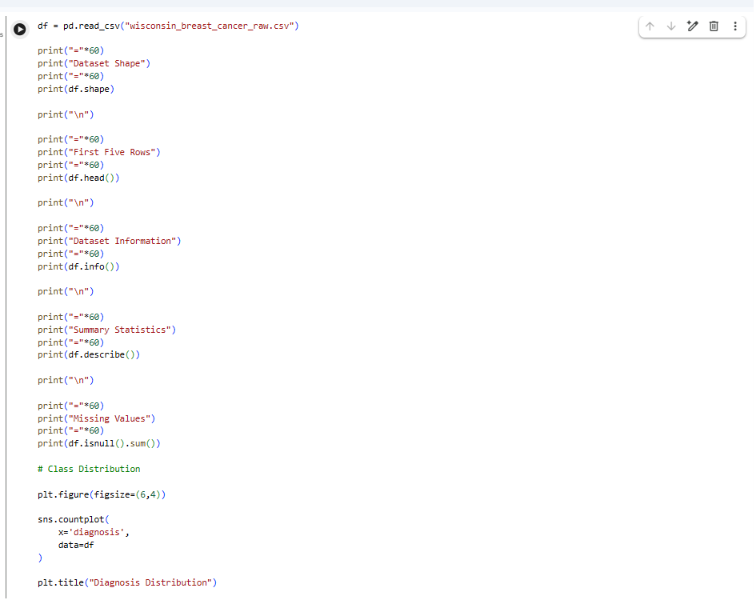 df = pd.read_csv("wisconsin_breast_cancer_raw.csv")
print("="*60)
print("Dataset Shape")
print("="*60)
print(df.shape)
print("\n")
print("="*60)
print("First Five Rows")
print("="*60)
print(df.head())
print("\n")
print("="*60)
print("Dataset Information")
print("="*60)
print(df.info())
print("\n")
print("="*60)
print("Summary Statistics")
print("="*60)
print(df.describe())
print("\n")
print("="*60)
print("Missing Values")
print("="*60)
print(df.isnull().sum())
# Class Distribution
plt.figure(figsize=(6,4))
sns.countplot(
    x='diagnosis',
    data=df
)
plt.title("Diagnosis Distribution")